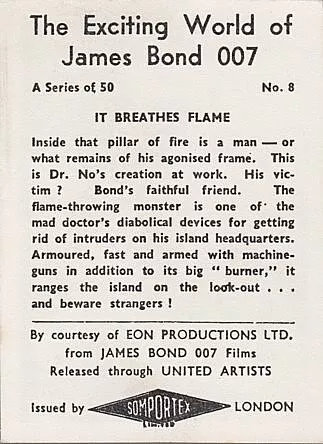 The Exciting World of
James Bond 007
A Series of 50 No. 8
IT BREATHES FLAME
Inside that pillar of fire is a man — or
what remains of his agonised frame. This
is Dr. No's creation at work. His vic-
tim ? Bond's faithful friend. The
flame-throwing monster is one of the
mad doctor's diabolical devices for getting
rid of intruders on his island headquarters.
Armoured, fast and armed with machine-
guns in addition to its big “ burner,” it
ranges the island on the look-out . . .
and beware strangers !
By courtesy of EON PRODUCTIONS LTD.
from JAMES BOND 007 Films
Released through UNITED ARTISTS
Issued by SOMPORTEX LONDON
LIMITED